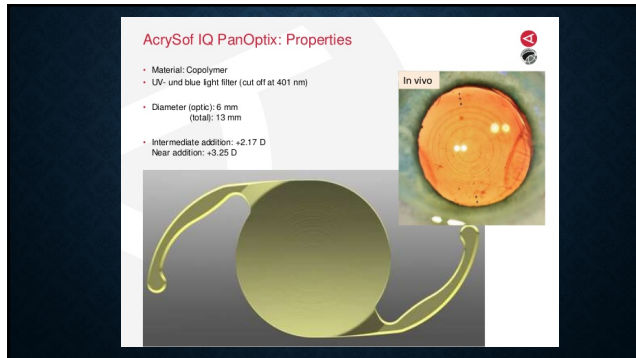 AcrySof IQ PanOptix: Properties
• Material: Copolymer
• UV- und blue light filter (cut off at 401 nm)
• Diameter (optic): 6 mm
(total): 13 mm
• Intermediate addition: +2.17 D
Near addition: +3.25 D
In vivo